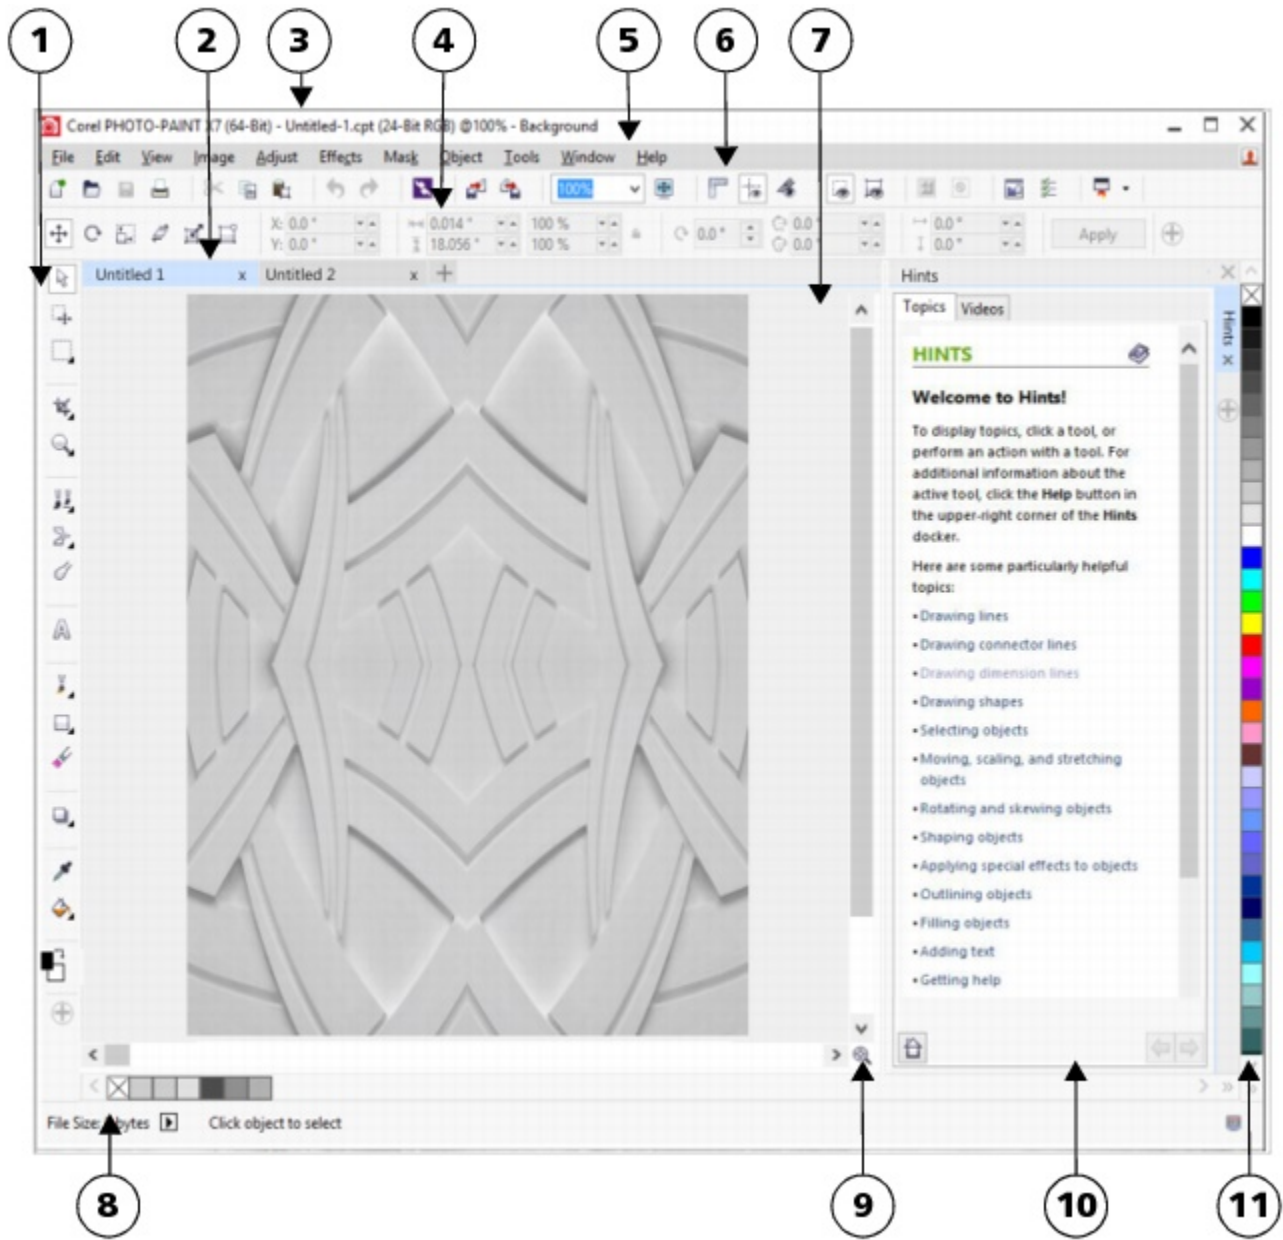 1 2 3 4 5 6 7
Corel PHOTO-PAINT X7 (64-Bit) - Untitled-1.cpt (24-Bit RGB) @100% - Background
File Edit View Image Adjust Effects Mask Object Tools Window Help
100%
X: 0.0 " 0.014 " 100 % 0.0 ° 0.0 " 0.0 " Apply
Y: 0.0 " 18.056 " 100 % 0.0 " 0.0 "
Untitled 1 x Untitled 2 x + Hints
Topics Videos
Hints x
HINTS
Welcome to Hints!
To display topics, click a tool, or
perform an action with a tool. For
additional information about the
active tool, click the Help button in
the upper-right corner of the Hints
docker.
Here are some particularly helpful
topics:
• Drawing lines
• Drawing connector lines
• Drawing dimension lines
• Drawing shapes
• Selecting objects
• Moving, scaling, and stretching
objects
• Rotating and skewing objects
• Shaping objects
• Applying special effects to objects
• Outlining objects
• Filling objects
• Adding text
• Getting help
File Size: bytes Click object to select
8 9 10 11